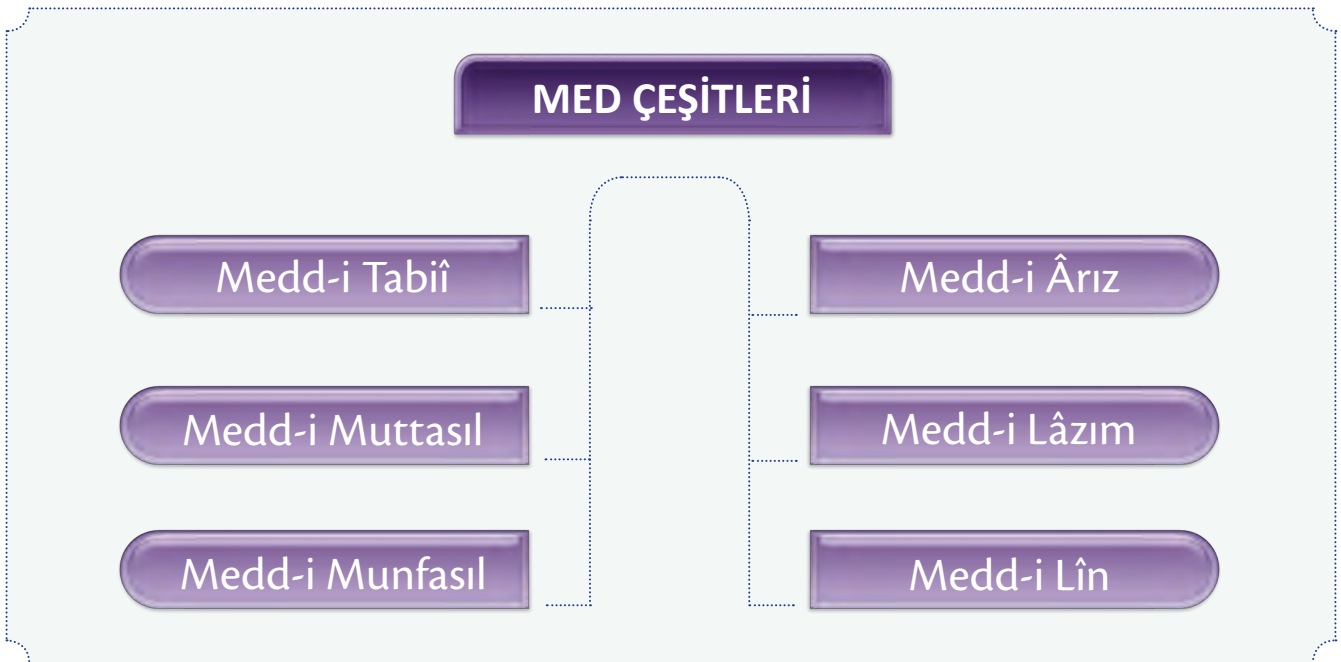 MED ÇEŞİTLERİ
Medd-i Tabiî
Medd-i Muttasıl
Medd-i Munfasıl
Medd-i Ârız
Medd-i Lâzım
Medd-i Lîn